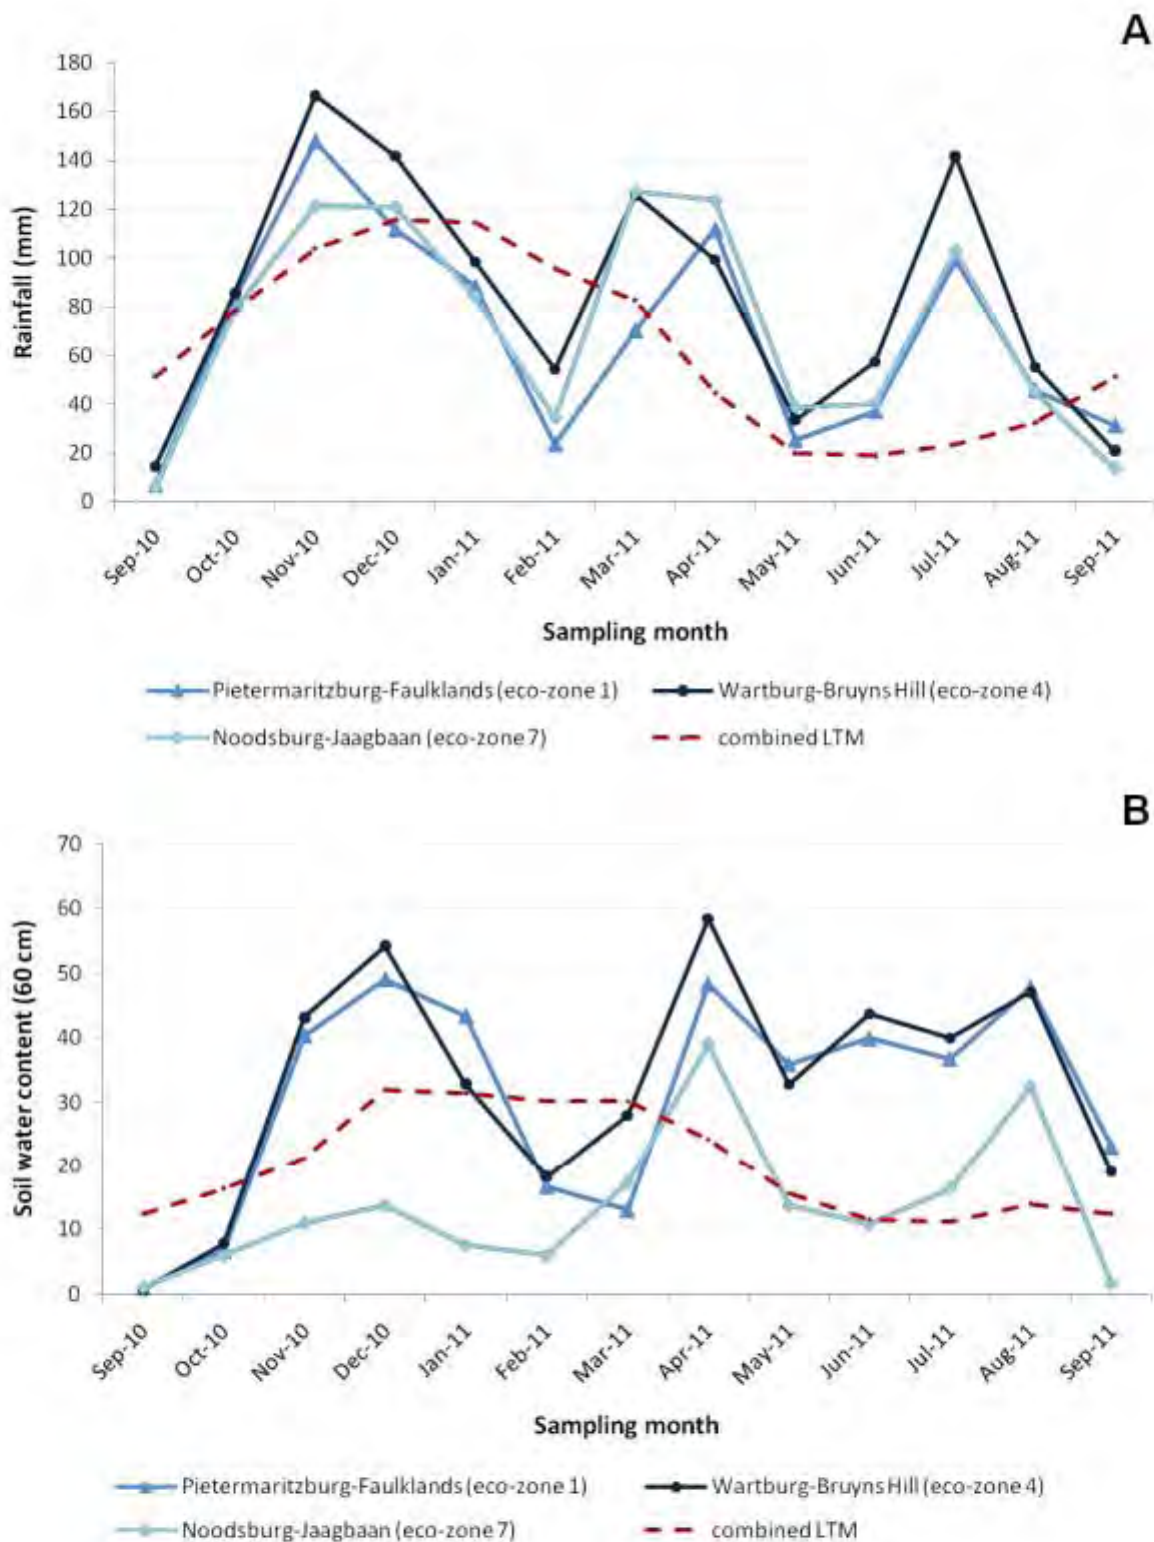 A
180
160
140
120
100
80
60
40
20
0
Rainfall (mm)
Sep-10
Oct-10
Nov-10
Dec-10
Jan-11
Feb-11
Mar-11
Apr-11
May-11
Jun-11
Jul-11
Aug-11
Sep-11
Sampling month
Pietermaritzburg-Faulklands (eco-zone 1)
Wartburg-Bruyns Hill (eco-zone 4)
Noodsburg-Jaagbaan (eco-zone 7)
combined LTM
B
70
60
50
40
30
20
10
0
Soil water content (60 cm)
Sep-10
Oct-10
Nov-10
Dec-10
Jan-11
Feb-11
Mar-11
Apr-11
May-11
Jun-11
Jul-11
Aug-11
Sep-11
Sampling month
Pietermaritzburg-Faulklands (eco-zone 1)
Wartburg-Bruyns Hill (eco-zone 4)
Noodsburg-Jaagbaan (eco-zone 7)
combined LTM